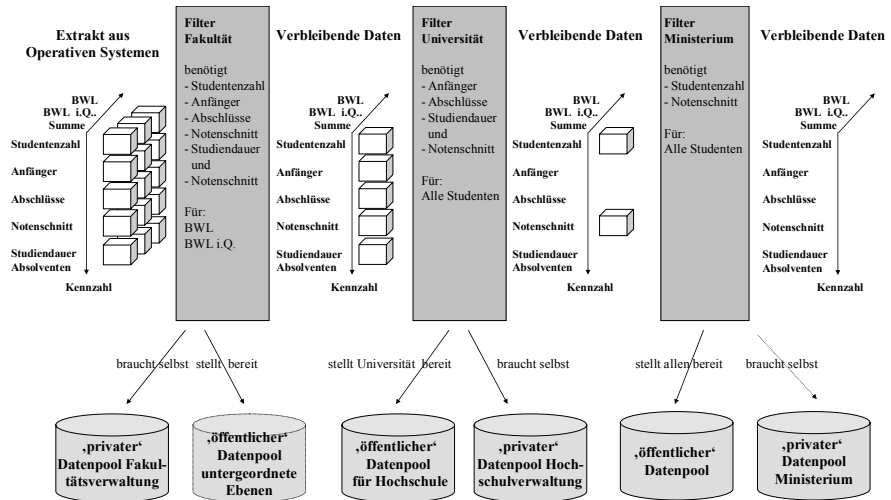 Extrakt aus
Operativen Systemen
BWL
BWL i.Q..
Summe
Studentenzahl
Anfänger
Abschlüsse
Notenschnitt
Studiendauer
Absolventen
Kennzahl
Filter
Fakultät
benötigt
- Studentenzahl
- Anfänger
- Abschlüsse
- Notenschnitt
- Studiendauer
und
- Notenschnitt
Für:
BWL
BWL i.Q.
Verbleibende Daten
BWL
BWL i.Q..
Summe
Studentenzahl
Anfänger
Abschlüsse
Notenschnitt
Studiendauer
Absolventen
Kennzahl
Filter
Universität
benötigt
- Anfänger
- Abschlüsse
- Studiendauer
und
- Notenschnitt
Für:
Alle Studenten
Verbleibende Daten
BWL
BWL i.Q..
Summe
Studentenzahl
Anfänger
Abschlüsse
Notenschnitt
Studiendauer
Absolventen
Kennzahl
Filter
Ministerium
benötigt
- Studentenzahl
- Notenschnitt
Für:
Alle Studenten
Verbleibende Daten
BWL
BWL i.Q..
Summe
Studentenzahl
Anfänger
Abschlüsse
Notenschnitt
Studiendauer
Absolventen
Kennzahl
braucht selbst
stellt bereit
stellt Universität bereit
braucht selbst
stellt allen bereit
braucht selbst
‚privater‘
Datenpool Fakul-
tätsverwaltung
‚öffentlicher‘
Datenpool
untergeordnete
Ebenen
‚öffentlicher‘
Datenpool
für Hochschule
‚privater‘
Datenpool Hoch-
schulverwaltung
‚öffentlicher‘
Datenpool
‚privater‘
Datenpool
Ministerium